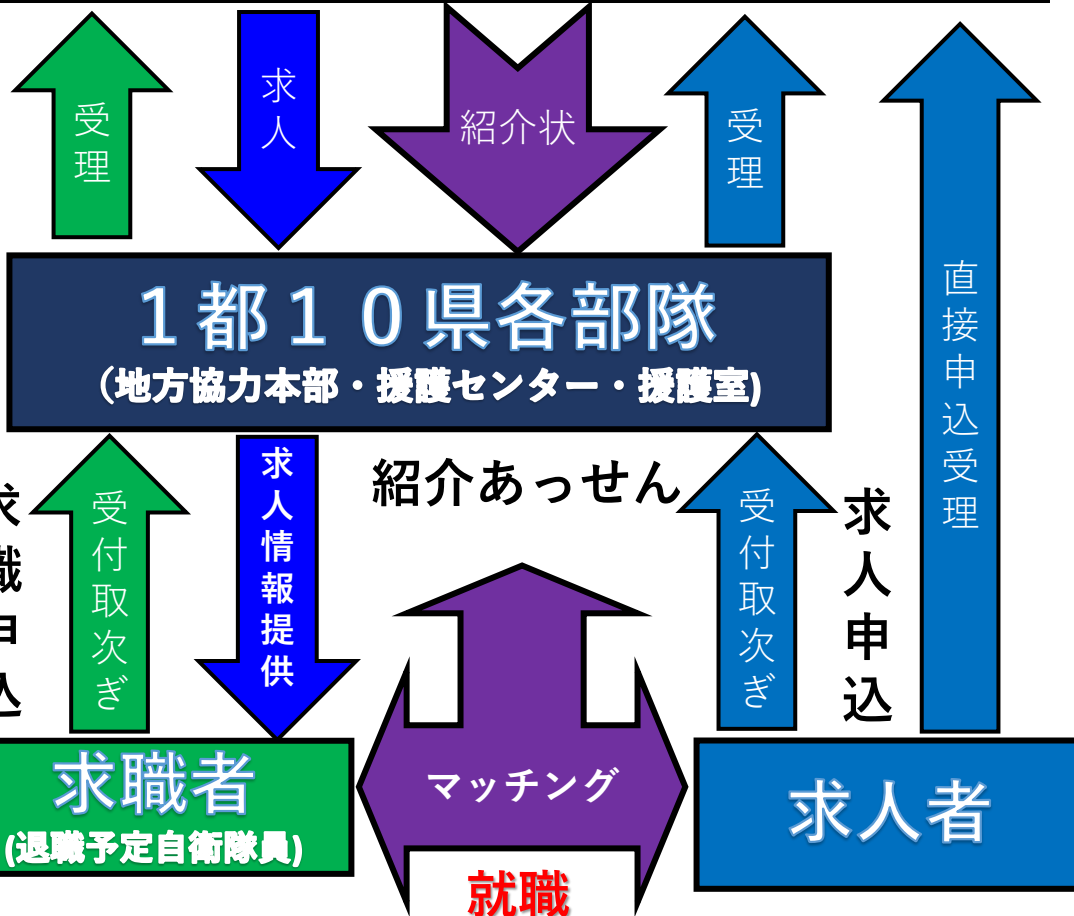 受理
求人
紹介状
受理
直接申込受理
１都１０県各部隊
（地方協力本部・援護センター・援護室)
紹介あっせん
求職申込
受付取次ぎ
求人情報提供
受付取次ぎ
求人申込
求職者
(退職予定自衛隊員)
マッチング
求人者
就職